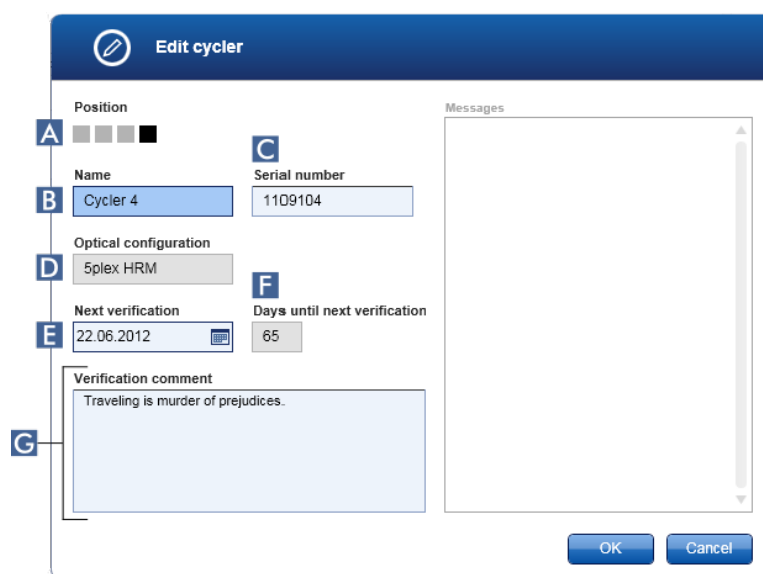 Edit cycler
Position
Messages
A
C
Name
Serial number
B
Cycler 4
11D9104
Optical configuration
D
5plex HRM
F
Next verification
Days until next verification
E
22.06.2012
65
Verification comment
Traveling is murder of prejudices.
G
OK
Cancel